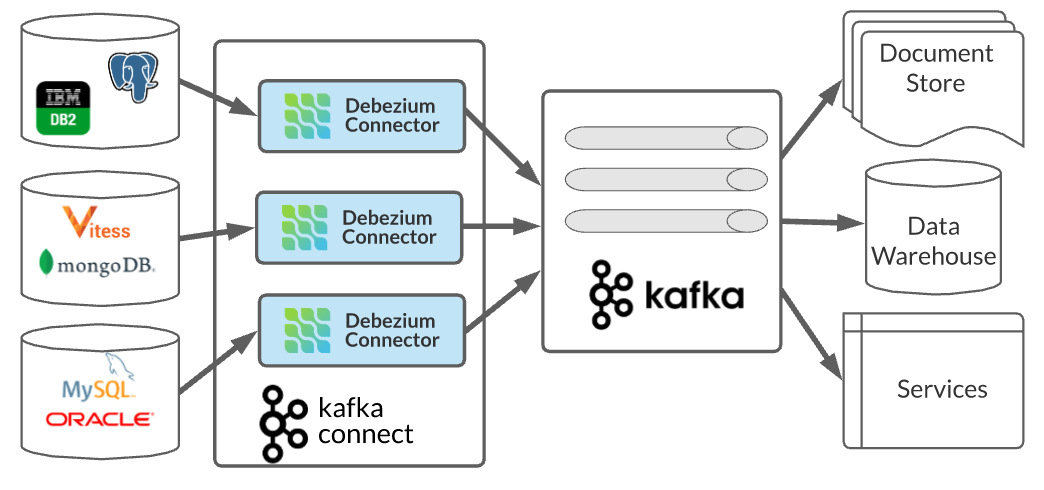 IBM
DB2
Vitess
mongoDB®
MySQL™
ORACLE®
Debezium
Connector
Debezium
Connector
Debezium
Connector
kafka
connect
kafka
Document
Store
Data
Warehouse
Services